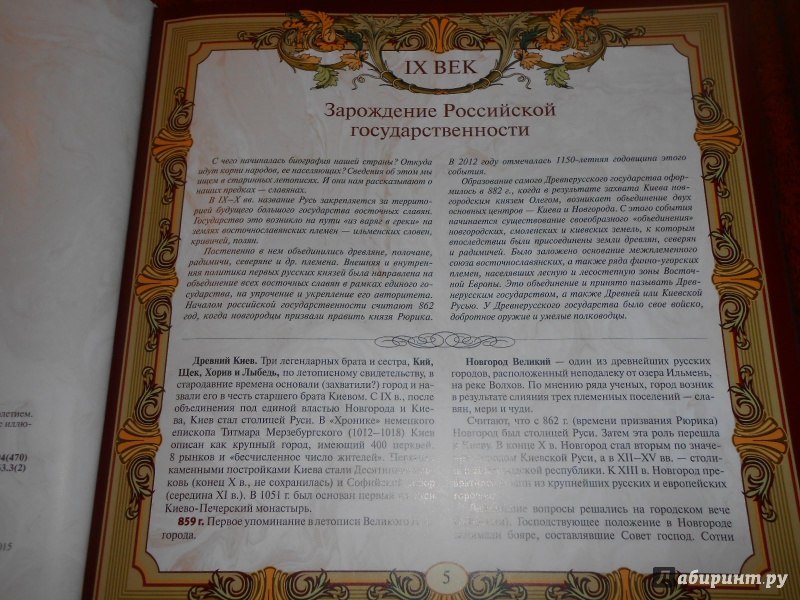 IX ВЕК
Зарождение Российской
государственности
С чего начиналась биография нашей страны? Откуда
идут корни народов, ее населяющих? Сведения об этом мы
ищем в старинных летописях. И они нам рассказывают о
наших предках — славянах.
В IX–X вв. название Русь закрепляется за террито-
рией будущего большого государства восточных славян.
Государство это возникло на пути «из варяг в греки» на
землях восточнославянских племен — ильменских словен,
кривичей, полян.
Постепенно в нем объединились древляне, полочане,
радимичи, северяне и др. племена. Внешняя и внутрен-
няя политика первых русских князей была направлена на
объединение всех восточных славян в рамках единого го-
сударства, на упрочение и укрепление его авторитета.
Началом российской государственности считают 862
год, когда новгородцы призвали править князя Рюрика.
В 2012 году отмечалась 1150-летняя годовщина этого
события.
Образование самого Древнерусского государства офор-
милось в 882 г., когда в результате захвата Киева нов-
городским князем Олегом, возникает объединение двух
основных центров — Киева и Новгорода. С этого события
начинается существование своеобразного «объединения»
новгородских, смоленских и киевских земель, к которым
впоследствии были присоединены земли древлян, северян
и радимичей. Было заложено основание межплеменного
союза восточнославянских, а также ряда финно-угорских
племен, населявших лесную и лесостепную зоны Восточ-
ной Европы. Это объединение и принято называть Древ-
нерусским государством, а также Древней или Киевской
Русью. У Древнерусского государства было свое войско,
добротное оружие и умелые полководцы.
Древний Киев. Три легендарных брата и сестра, Кий,
Щек, Хорив и Лыбедь, по летописному свидетельству, в
стародавние времена основали (захватили?) город и на-
звали его в честь старшего брата Киевом. С IX в., после
объединения под единой властью Новгорода и Кие-
ва, Киев стал столицей Руси. В «Хронике» немецкого
епископа Титмара Мерзебургского (1012–1018) Киев
описан как крупный город, имеющий 400 церквей,
8 рынков и «бесчисленное число жителей».
каменными постройками Киева стали Десятинная цер-
ковь (конец X в., не сохранилась) и Софийский собор
(середина XI в.). В 1051 г. был основан первый
Киево-Печерский монастырь.
859 г. Первое упоминание в летописи Великого Нов-
города.
Новгород Великий — один из древнейших русских
городов, расположенный неподалеку от озера Ильмень,
на реке Волхов. По мнению ряда ученых, город возник
в результате слияния трех племенных поселений — сла-
вян, мери и чуди.
Считают, что с 862 г. (времени призвания Рюрика)
Новгород был столицей Руси. Затем эта роль перешла
к Киеву. В конце X в. Новгород стал вторым по значе-
городом Киевской Руси, а в XII–XV вв. — столи-
городской республики. К XIII в. Новгород пре-
из крупнейших русских и европейских
вопросы решались на городском вече
Господствующее положение в Новгороде
занимали бояре, составлявшие Совет господ. Сотни
5
летием.
е иллю-
4(470)
63.3(2)
015
Лабиринт.ру